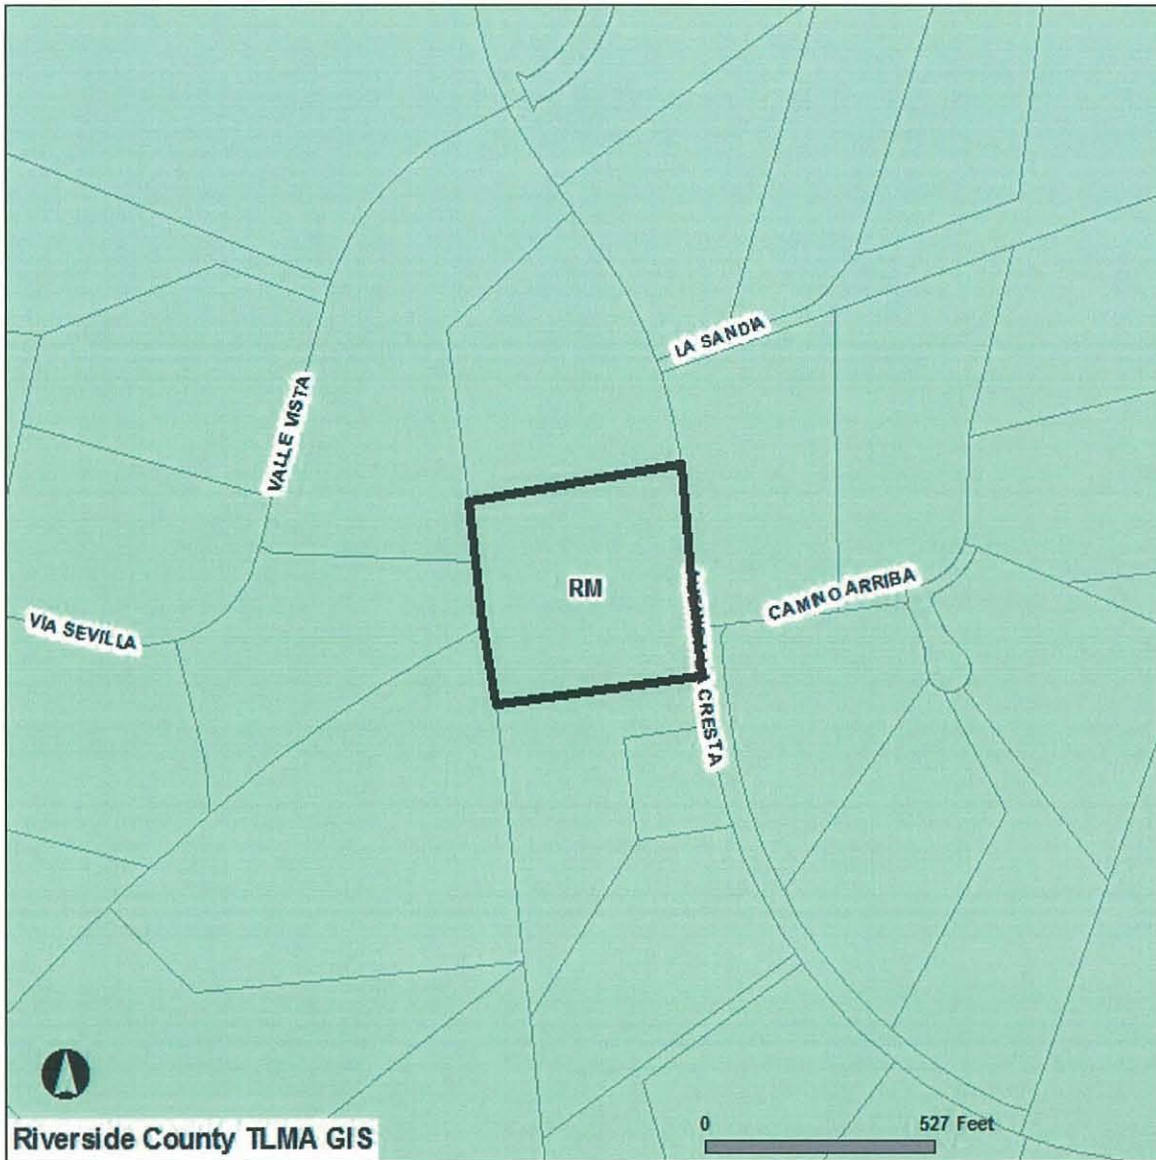 LA SANDIA
VALLE VISTA
RM
CAMINO ARRIBA
VIA SEVILLA
CRESTA
0 527 Feet
Riverside County TLMA GIS